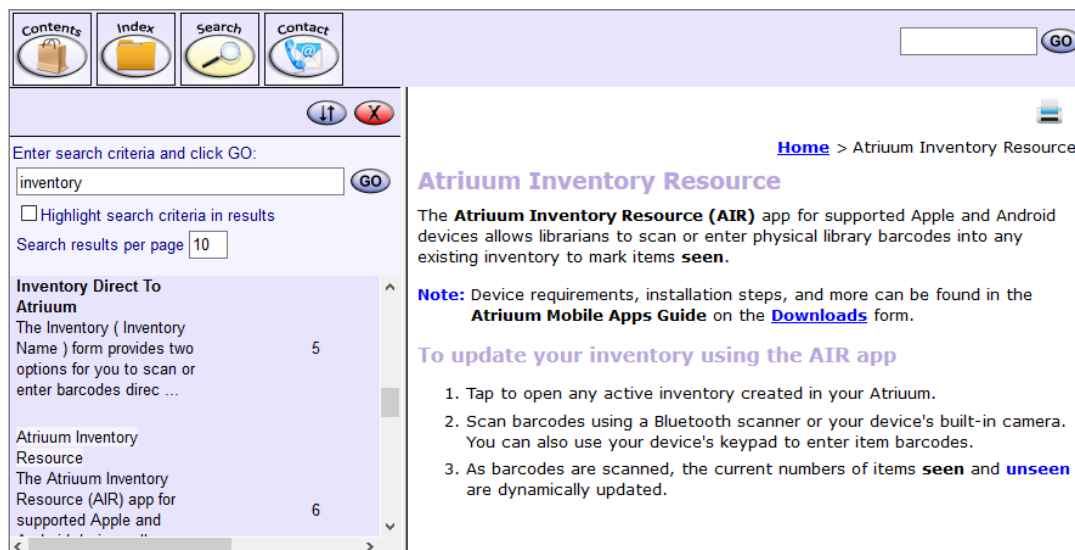 Contents Index Search Contact
GO
Enter search criteria and click GO:
inventory GO
Highlight search criteria in results
Search results per page 10
Inventory Direct To
Atriuum
The Inventory ( Inventory
Name ) form provides two
options for you to scan or
enter barcodes direc ...
5
Atriuum Inventory
Resource
The Atriuum Inventory
Resource (AIR) app for
supported Apple and
6
Home > Atriuum Inventory Resource
Atriuum Inventory Resource
The Atriuum Inventory Resource (AIR) app for supported Apple and Android
devices allows librarians to scan or enter physical library barcodes into any
existing inventory to mark items seen.
Note: Device requirements, installation steps, and more can be found in the
Atriuum Mobile Apps Guide on the Downloads form.
To update your inventory using the AIR app
1. Tap to open any active inventory created in your Atriuum.
2. Scan barcodes using a Bluetooth scanner or your device's built-in camera.
You can also use your device's keypad to enter item barcodes.
3. As barcodes are scanned, the current numbers of items seen and unseen
are dynamically updated.